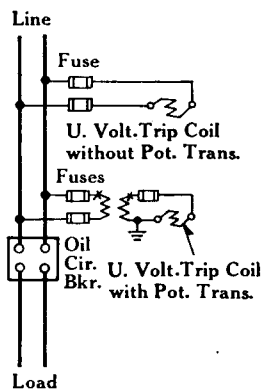 Line
Fuse
U. Volt.Trip Coil
without Pot. Trans.
Fuses
Oil
Cir.
Bkr.
U. Volt.Trip Coil
with Pot. Trans.
Load